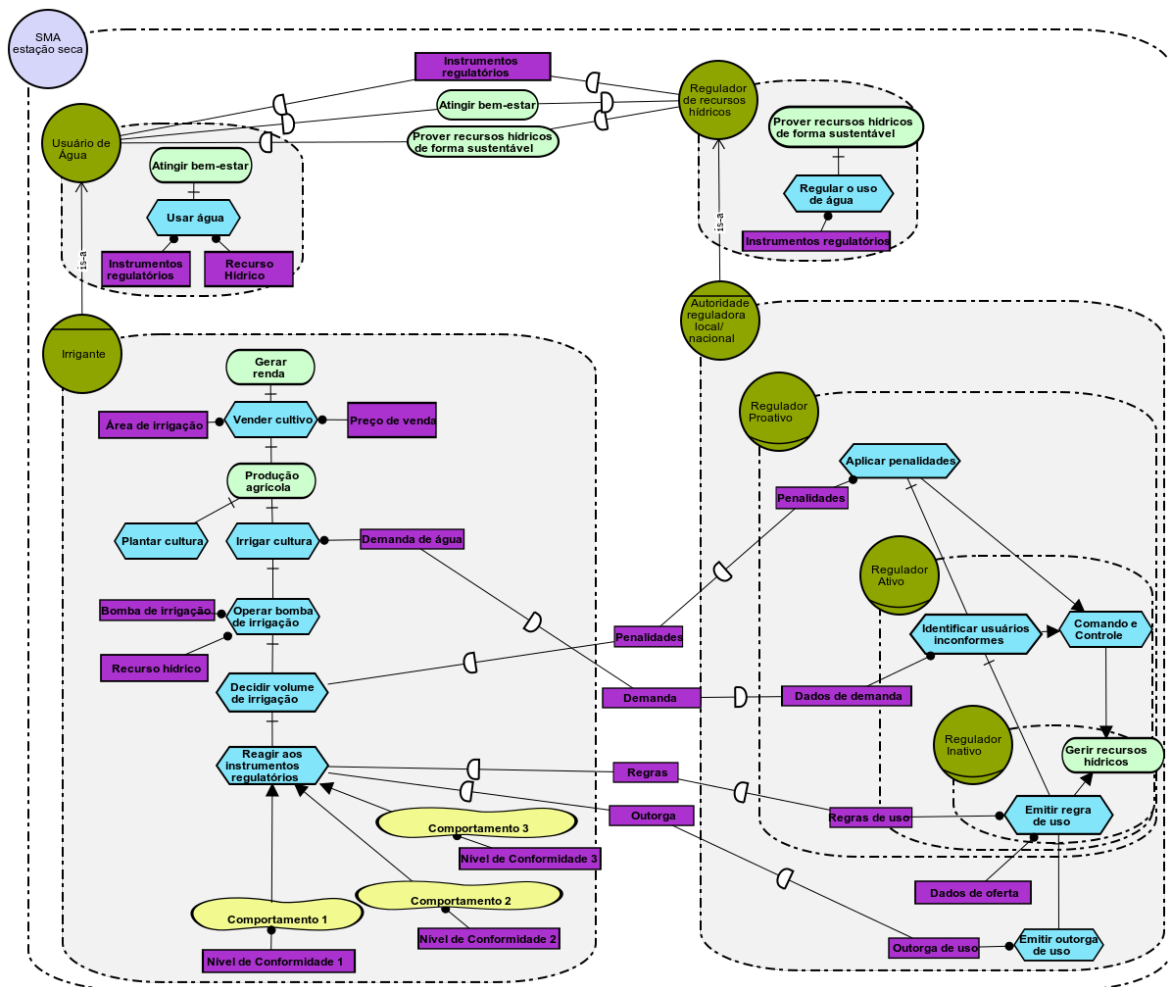 SMA
estação seca
Instrumentos
regulatórios
Atingir bem-estar
Prover recursos hídricos
de forma sustentável
Usuário de
Água
Atingir bem-estar
Usar água
Instrumentos
regulatórios
Recurso
Hídrico
is-a
Regulador
de recursos
hídricos
Prover recursos hídricos
de forma sustentável
Regular o uso
de água
Instrumentos regulatórios
is-a
Irrigante
Gerar
renda
Vender cultivo
Área de irrigação
Preço de venda
Produção
agrícola
Plantar cultura
Irrigar cultura
Demanda de água
Bomba de irrigação
Operar bomba
de irrigação
Recurso hídrico
Decidir volume
de irrigação
Reagir aos
instrumentos
regulatórios
Comportamento 3
Nível de Conformidade 3
Comportamento 2
Nível de Conformidade 2
Comportamento 1
Nível de Conformidade 1
Penalidades
Demanda
Regras
Outorga
Autoridade
reguladora
local/
nacional
Regulador
Proativo
Aplicar penalidades
Penalidades
Regulador
Ativo
Identificar usuários
inconformes
Comando e
Controle
Dados de demanda
Regulador
Inativo
Gerir recursos
hídricos
Regras de uso
Emitir regra
de uso
Dados de oferta
Outorga de uso
Emitir outorga
de uso